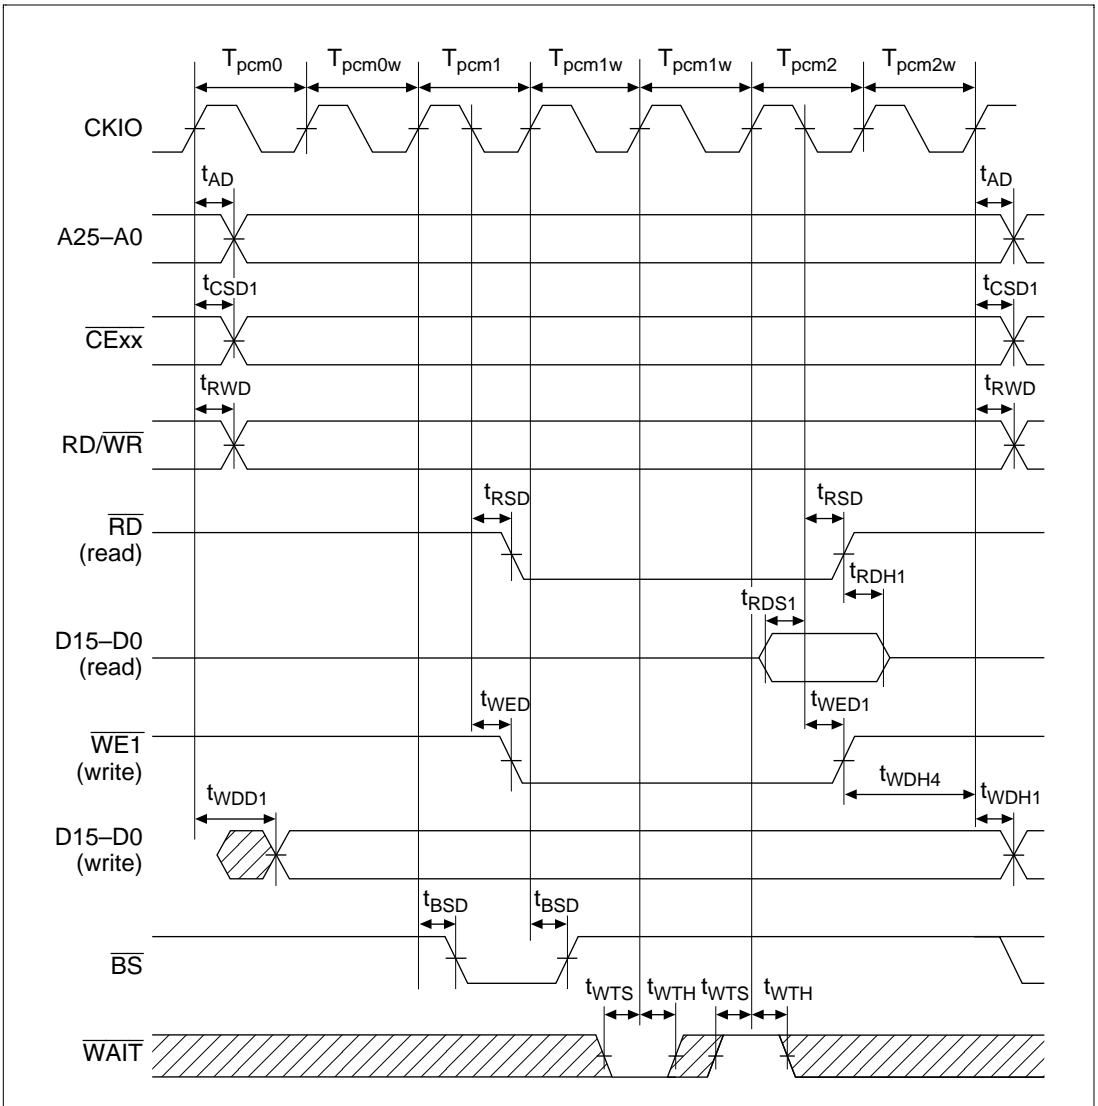 Tpcm0 Tpcm0w Tpcm1 Tpcm1w Tpcm1w Tpcm2 Tpcm2w
CKIO
tAD tAD
A25–A0
tCSD1 tCSD1
CExx
tRWD tRWD
RD/WR
tRSD tRSD
RD
(read)
tRDH1
tRDS1
D15–D0
(read)
tWED tWED1
WE1
(write)
tWDH4
tWDD1 tWDH1
D15–D0
(write)
tBSD tBSD
BS
tWTS tWTH tWTS tWTH
WAIT